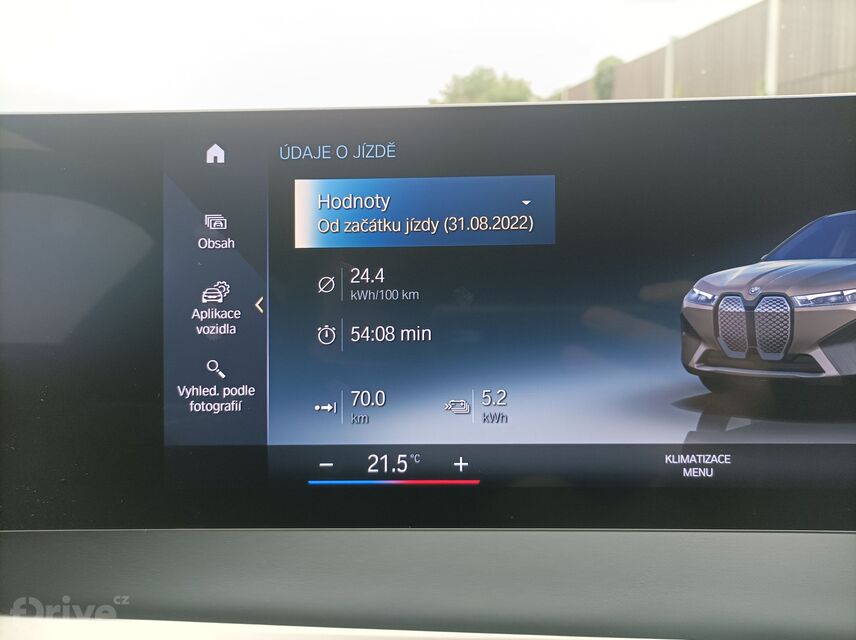 ÚDAJE O JÍZDĚ
Hodnoty
Od začátku jízdy (31.08.2022)
Obsah
Aplikace
vozidla
Vyhled. podle
fotografií
24.4
kWh/100 km
54:08 min
70.0
km
5.2
kWh
− 21.5 °C +
KLIMATIZACE
MENU
fDrive.cz